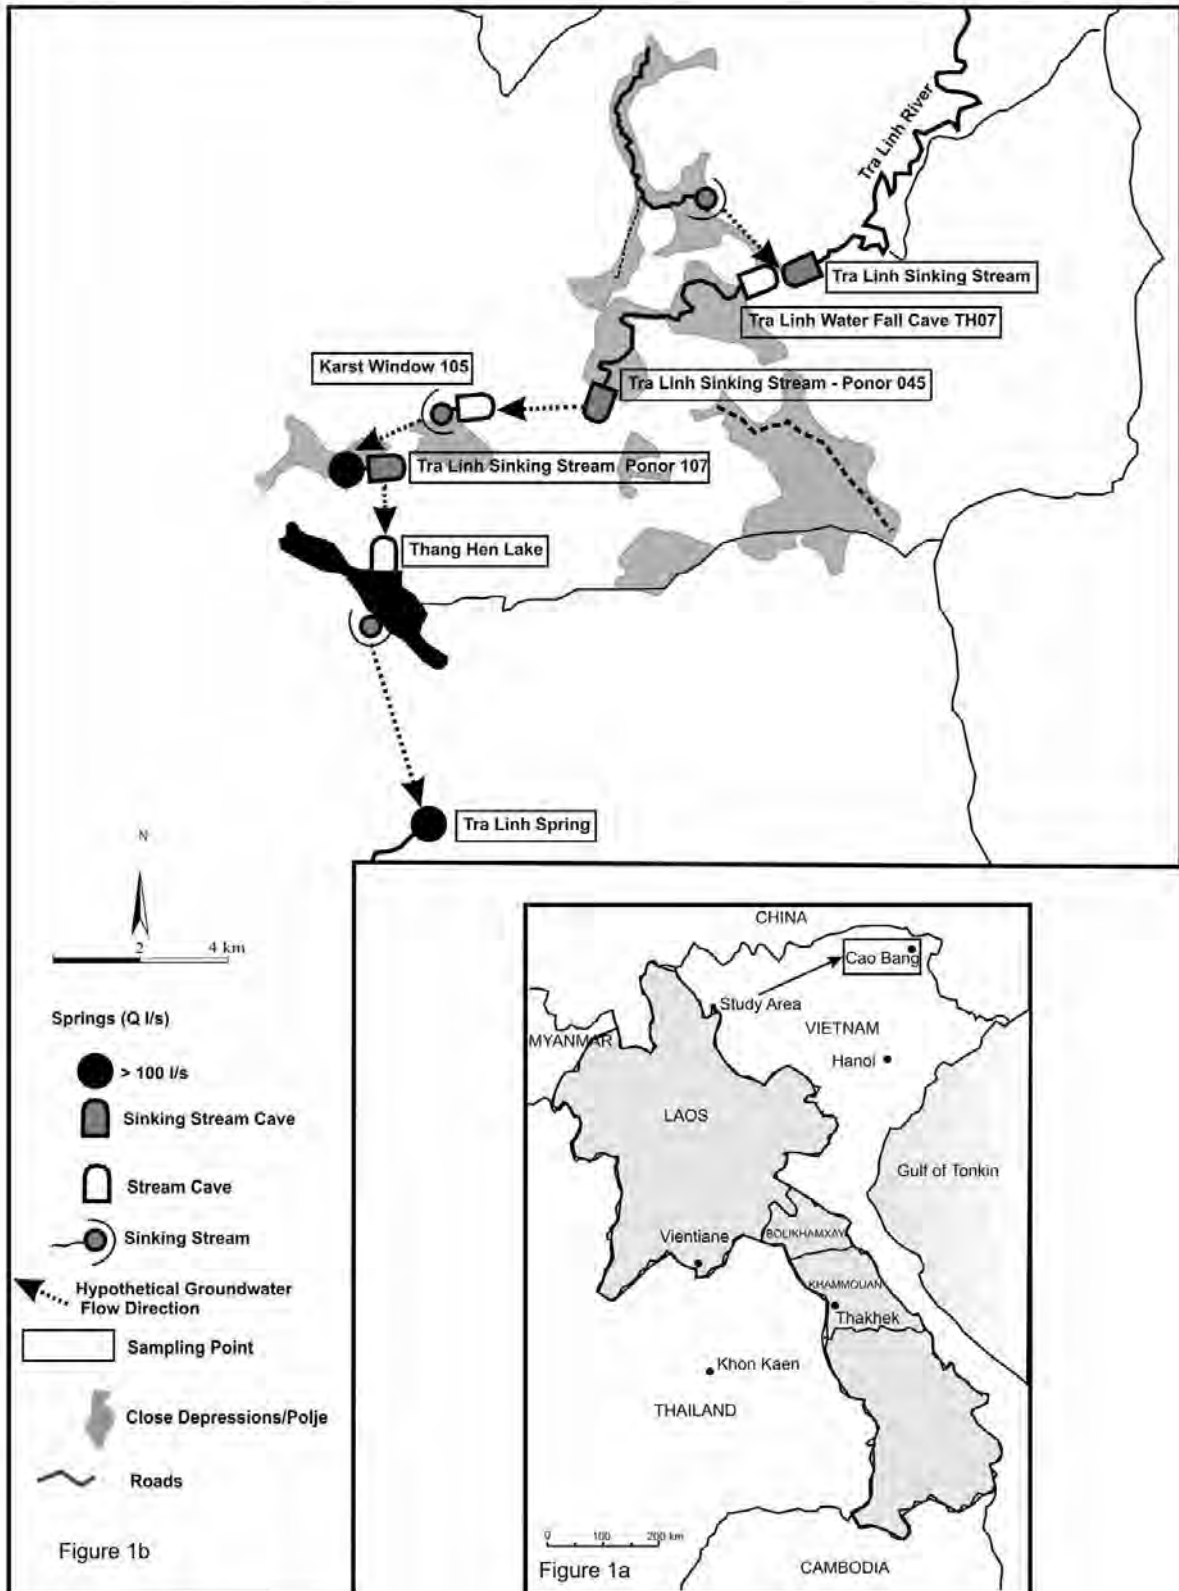 Tra Linh River
Tra Linh Sinking Stream
Tra Linh Water Fall Cave TH07
Karst Window 105
Tra Linh Sinking Stream - Ponor 045
Tra Linh Sinking Stream Ponor 107
Thang Hen Lake
Tra Linh Spring
N
2 4 km
Springs (Q l/s)
> 100 l/s
Sinking Stream Cave
Stream Cave
Sinking Stream
Hypothetical Groundwater
Flow Direction
Sampling Point
Close Depressions/Polje
Roads
Figure 1b
CHINA
Cao Bang
Study Area
VIETNAM
MYANMAR
Hanoi
LAOS
Gulf of Tonkin
Vientiane
BOLIKHAMXAY
KHAMMOUAN
Thakhek
Khon Kaen
THAILAND
0 100 200 km
Figure 1a
CAMBODIA